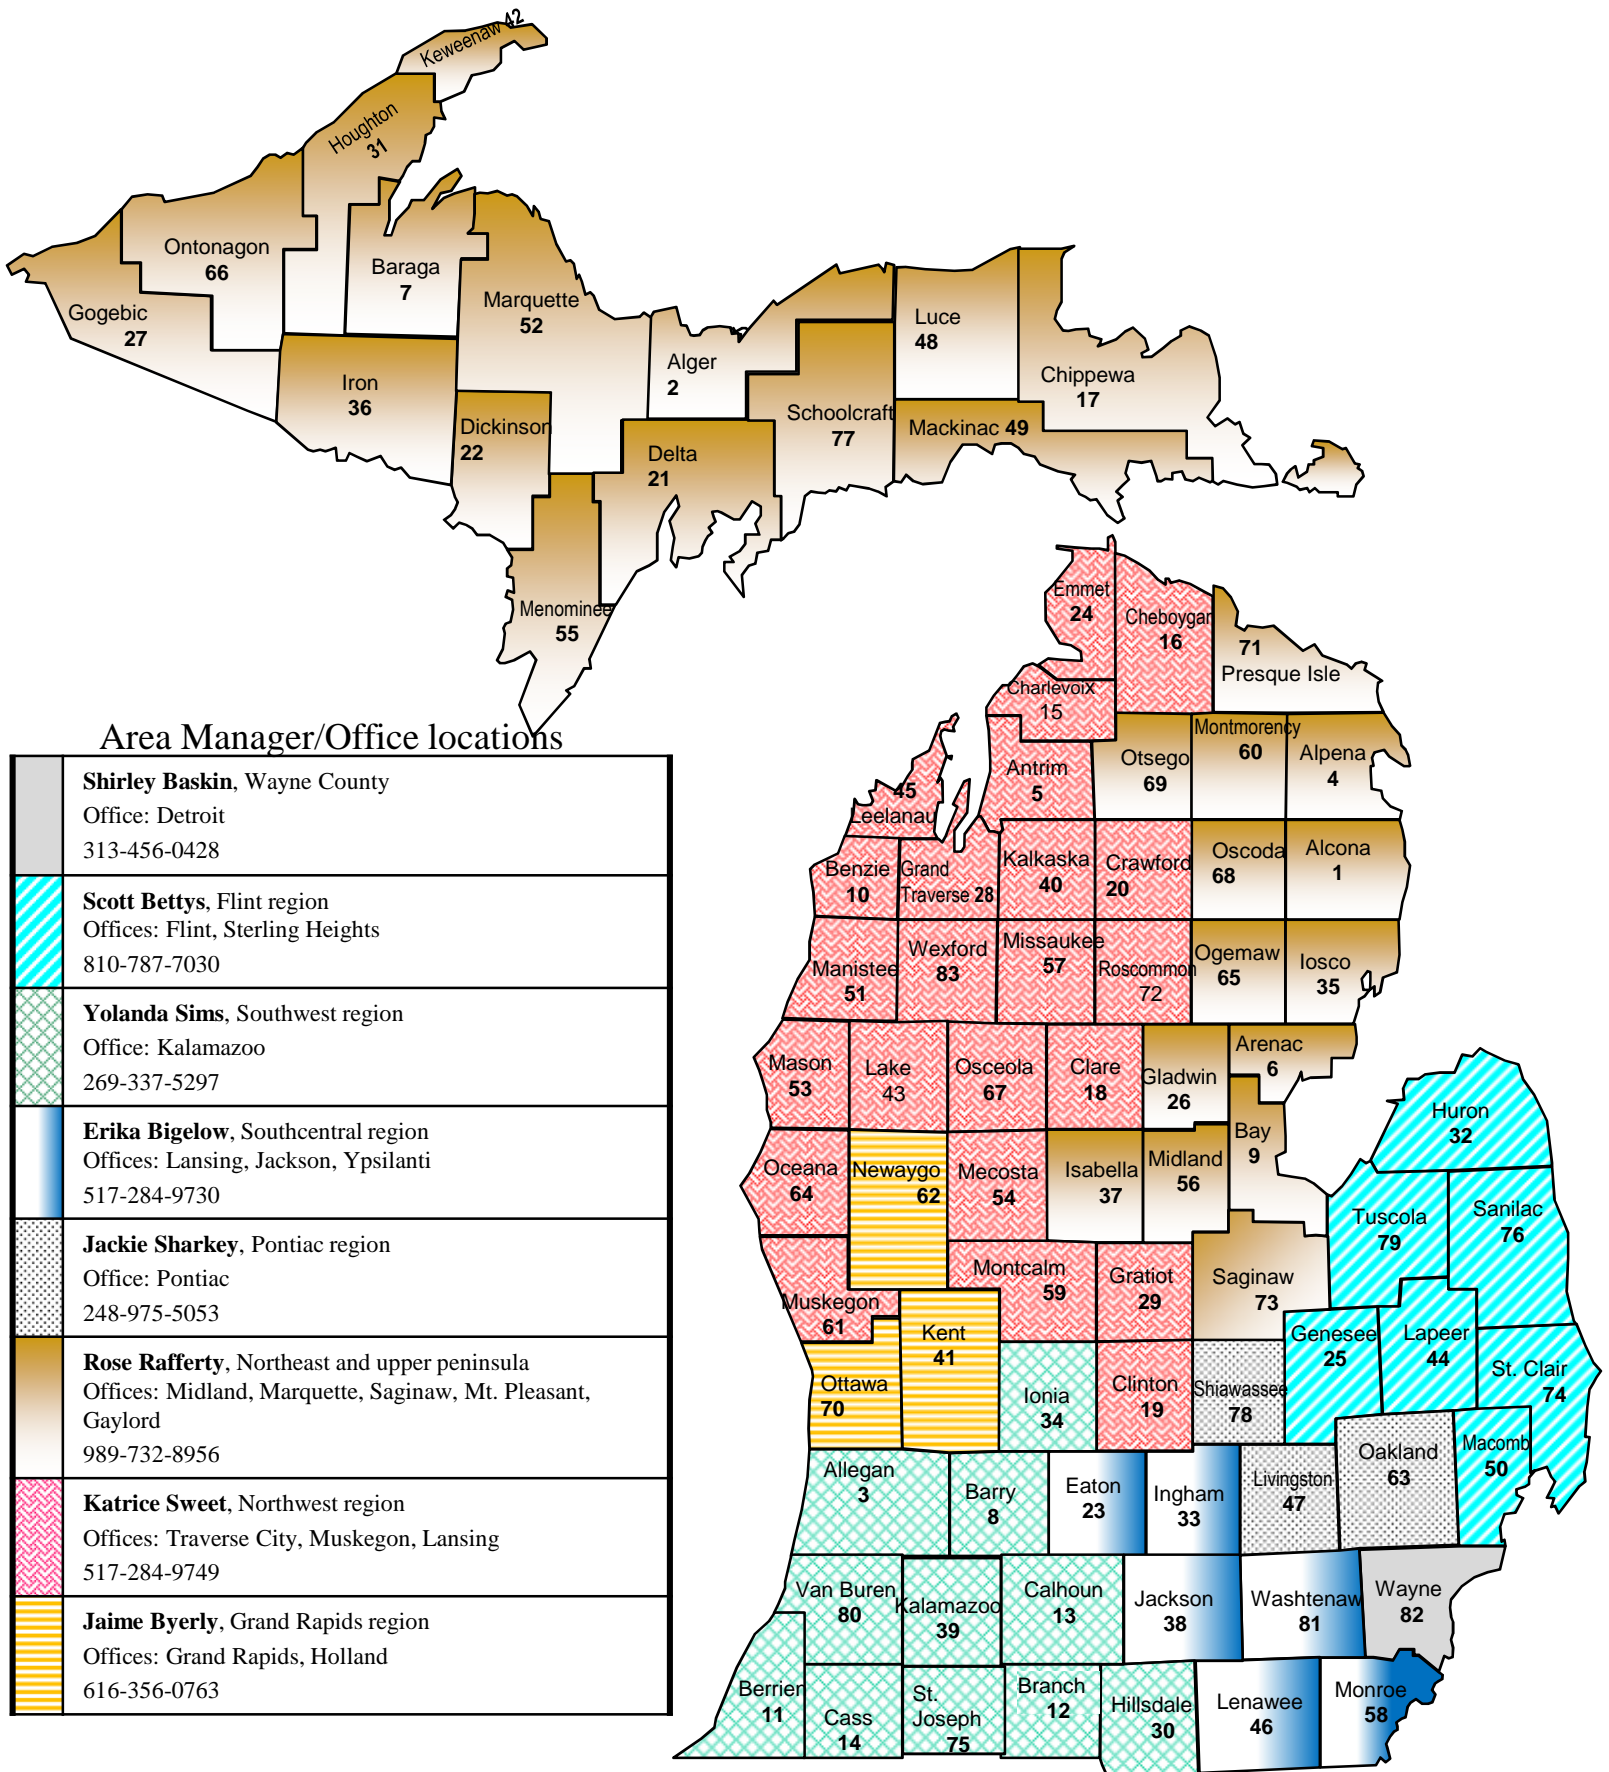 Keweenaw 42
Houghton
31
Ontonagon
66
Baraga
7
Gogebic
27
Marquette
52
Iron
36
Dickinson
22
Alger
2
Delta
21
Schoolcraft
77
Luce
48
Mackinac 49
Chippewa
17
Menominee
55
Emmet
24
Cheboygan
16
71
Presque Isle
Charlevoix
15
Antrim
5
Otsego
69
Montmorency
60
Alpena
4
45
Leelanau
Benzie
10
Grand
Traverse 28
Kalkaska
40
Crawford
20
Oscoda
68
Alcona
1
Manistee
51
Wexford
83
Missaukee
57
Roscommon
72
Ogemaw
65
Iosco
35
Mason
53
Lake
43
Osceola
67
Clare
18
Gladwin
26
Arenac
6
Huron
32
Oceana
64
Newaygo
62
Mecosta
54
Isabella
37
Midland
56
Bay
9
Tuscola
79
Sanilac
76
Muskegon
61
Montcalm
59
Gratiot
29
Saginaw
73
Genesee
25
Lapeer
44
St. Clair
74
Ottawa
70
Kent
41
Ionia
34
Clinton
19
Shiawassee
78
Allegan
3
Barry
8
Eaton
23
Ingham
33
Livingston
47
Oakland
63
Macomb
50
Van Buren
80
Kalamazoo
39
Calhoun
13
Jackson
38
Washtenaw
81
Wayne
82
Berrien
11
Cass
14
St.
Joseph
75
Branch
12
Hillsdale
30
Lenawee
46
Monroe
58
Area Manager/Office locations
Shirley Baskin, Wayne County
Office: Detroit
313-456-0428
Scott Bettys, Flint region
Offices: Flint, Sterling Heights
810-787-7030
Yolanda Sims, Southwest region
Office: Kalamazoo
269-337-5297
Erika Bigelow, Southcentral region
Offices: Lansing, Jackson, Ypsilanti
517-284-9730
Jackie Sharkey, Pontiac region
Office: Pontiac
248-975-5053
Rose Rafferty, Northeast and upper peninsula
Offices: Midland, Marquette, Saginaw, Mt. Pleasant,
Gaylord
989-732-8956
Katrice Sweet, Northwest region
Offices: Traverse City, Muskegon, Lansing
517-284-9749
Jaime Byerly, Grand Rapids region
Offices: Grand Rapids, Holland
616-356-0763